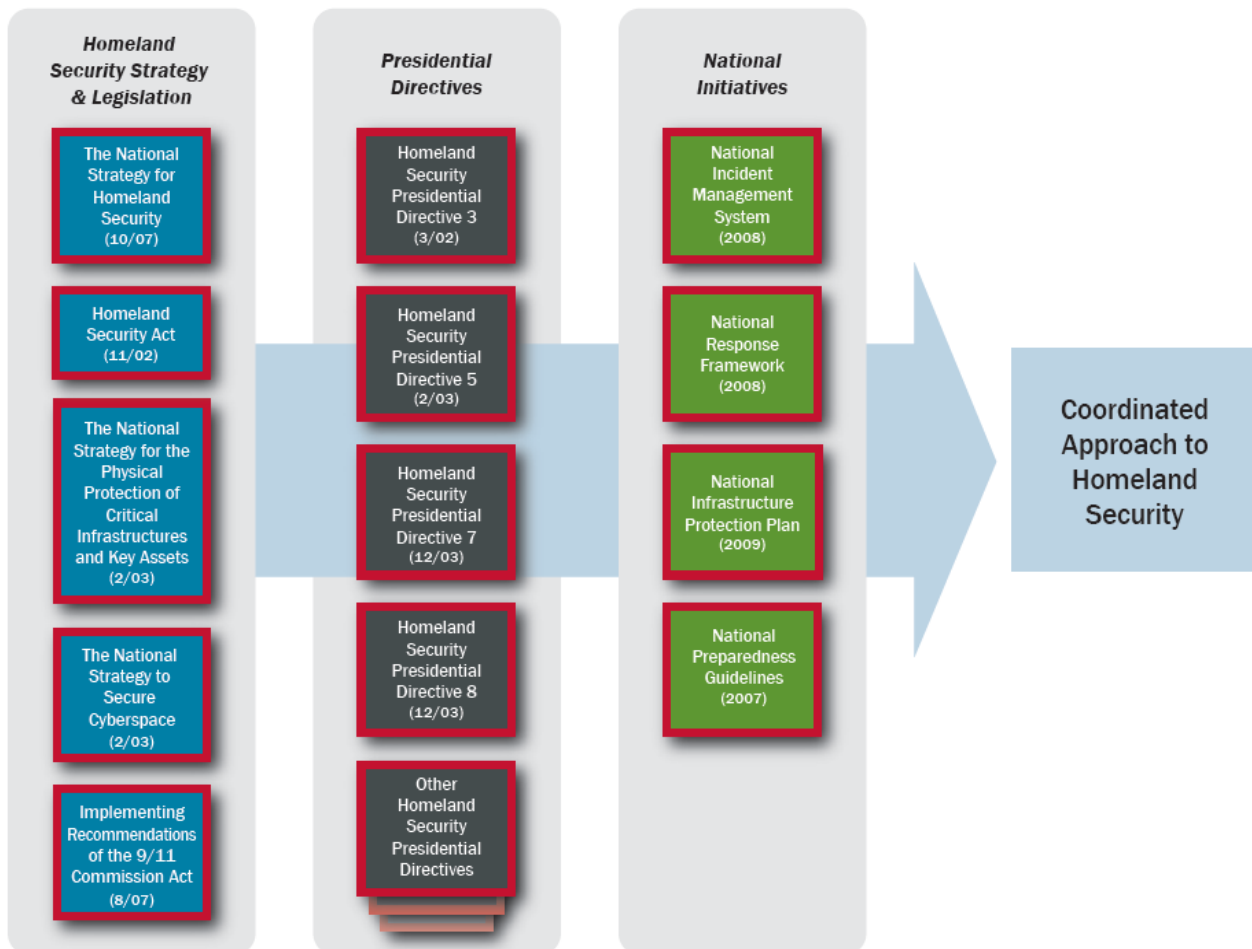 Homeland
Security Strategy
& Legislation
The National
Strategy for
Homeland
Security
(10/07)
Homeland
Security Act
(11/02)
The National
Strategy for the
Physical
Protection of
Critical
Infrastructures
and Key Assets
(2/03)
The National
Strategy to
Secure
Cyberspace
(2/03)
Implementing
Recommendations
of the 9/11
Commission Act
(8/07)
Presidential
Directives
Homeland
Security
Presidential
Directive 3
(3/02)
Homeland
Security
Presidential
Directive 5
(2/03)
Homeland
Security
Presidential
Directive 7
(12/03)
Homeland
Security
Presidential
Directive 8
(12/03)
Other
Homeland
Security
Presidential
Directives
National
Initiatives
National
Incident
Management
System
(2008)
National
Response
Framework
(2008)
National
Infrastructure
Protection Plan
(2009)
National
Preparedness
Guidelines
(2007)
Coordinated
Approach to
Homeland
Security